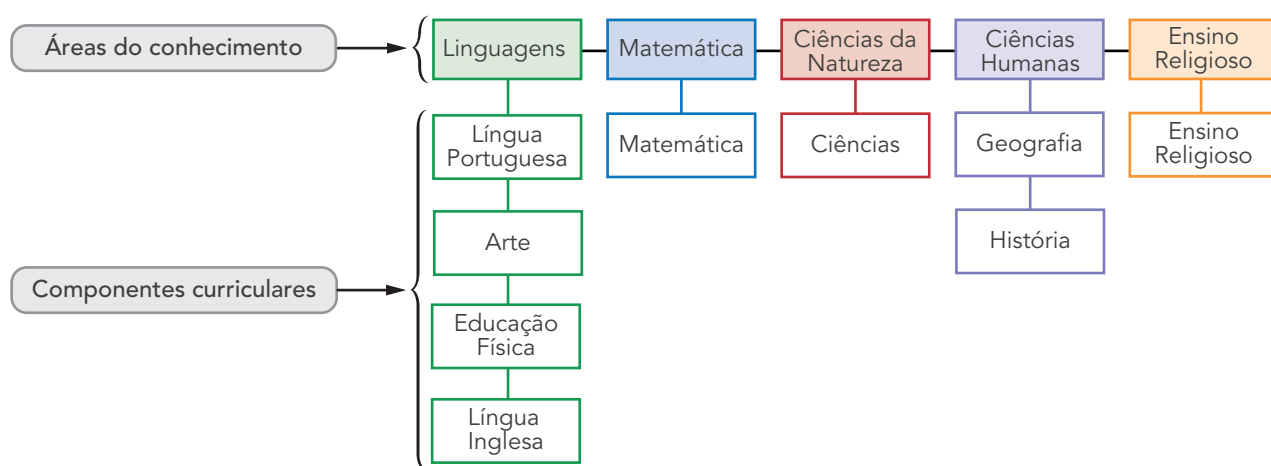 Áreas do conhecimento
Linguagens
Matemática
Ciências da
Natureza
Ciências
Humanas
Ensino
Religioso
Componentes curriculares
Língua
Portuguesa
Matemática
Ciências
Geografia
Ensino
Religioso
Arte
História
Educação
Física
Língua
Inglesa